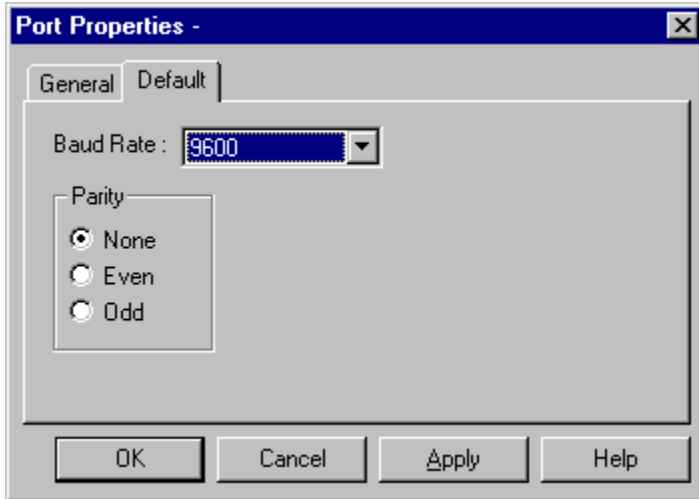 Port Properties -
General Default
Baud Rate : 9600
Parity
None
Even
Odd
OK Cancel Apply Help